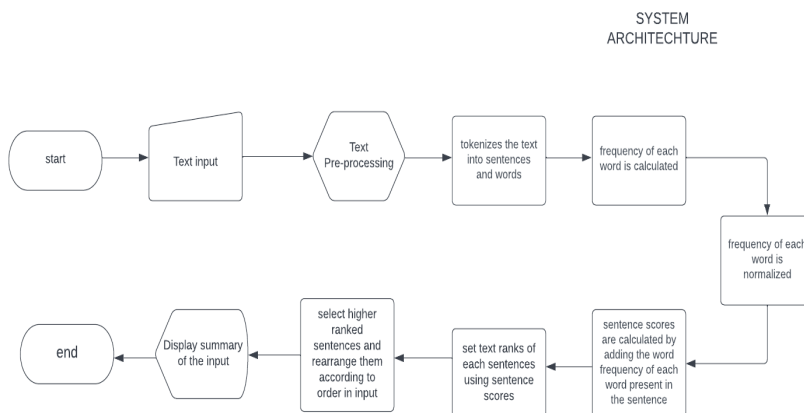 SYSTEM
ARCHITECHTURE
start
Text input
Text
Pre-processing
tokenizes the text
into sentences
and words
frequency of each
word is calculated
frequency of each
word is
normalized
sentence scores
are calculated by
adding the word
frequency of each
word present in
the sentence
set text ranks of
each sentences
using sentence
scores
select higher
ranked
sentences and
rearrange them
according to
order in input
Display summary
of the input
end